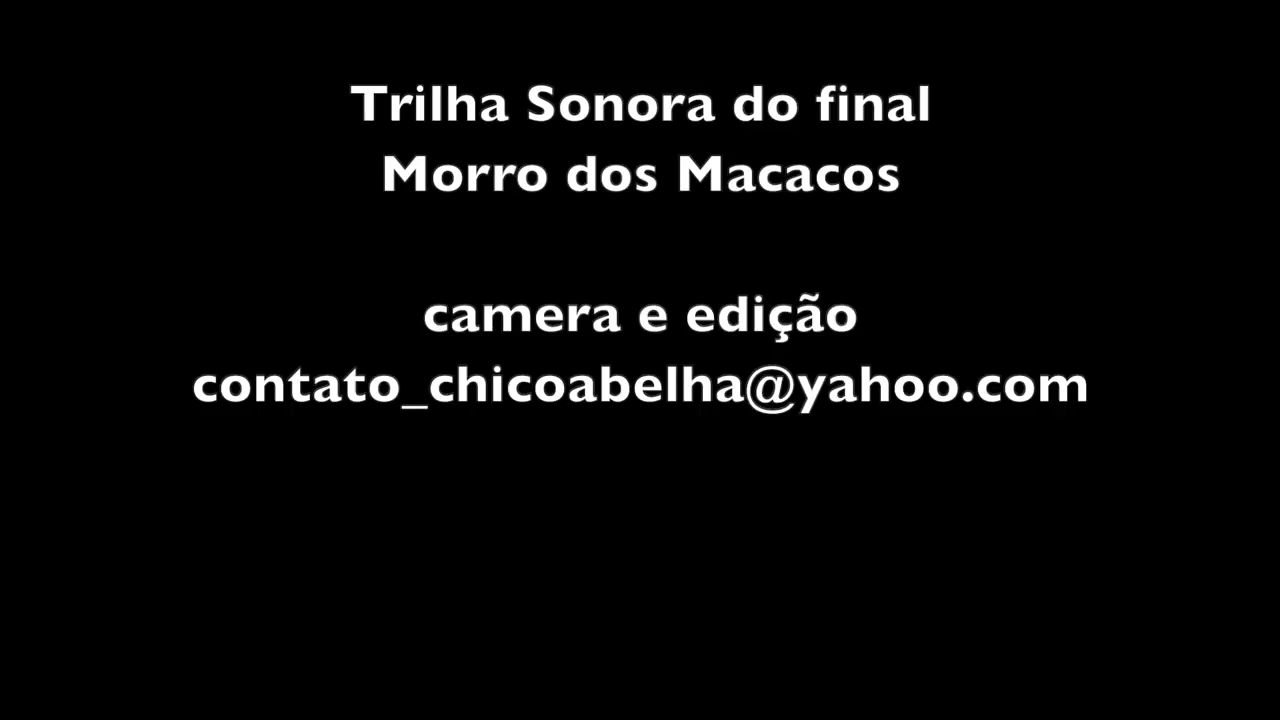 Trilha Sonora do final
Morro dos Macacos
camera e edição
contato_chicoabelha@yahoo.com